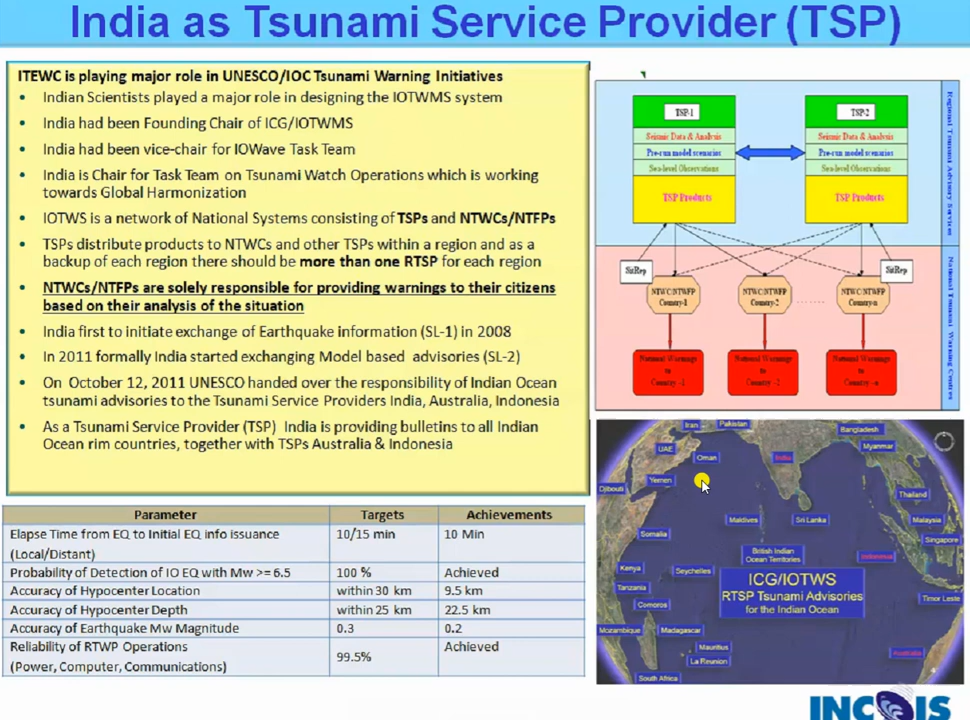 India as Tsunami Service Provider (TSP)
ITEWC is playing major role in UNESCO/IOC Tsunami Warning Initiatives
• Indian Scientists played a major role in designing the IOTWMS system
• India had been Founding Chair of ICG/IOTWMS
• India had been vice-chair for IOWave Task Team
• India is Chair for Task Team on Tsunami Watch Operations which is working
towards Global Harmonization
• IOTWS is a network of National Systems consisting of TSPs and NTWCs/NTFPs
• TSPs distribute products to NTWCs and other TSPs within a region and as a
backup of each region there should be more than one RTSP for each region
• NTWCs/NTFPs are solely responsible for providing warnings to their citizens
based on their analysis of the situation
• India first to initiate exchange of Earthquake information (SL-1) in 2008
• In 2011 formally India started exchanging Model based advisories (SL-2)
• On October 12, 2011 UNESCO handed over the responsibility of Indian Ocean
tsunami advisories to the Tsunami Service Providers India, Australia, Indonesia
• As a Tsunami Service Provider (TSP) India is providing bulletins to all Indian
Ocean rim countries, together with TSPs Australia & Indonesia
Parameter Targets Achievements
Elapse Time from EQ to Initial EQ info issuance 10/15 min 10 Min
(Local/Distant)
Probability of Detection of IO EQ with Mw >= 6.5 100 % Achieved
Accuracy of Hypocenter Location within 30 km 9.5 km
Accuracy of Hypocenter Depth within 25 km 22.5 km
Accuracy of Earthquake Mw Magnitude 0.3 0.2
Reliability of RTWP Operations 99.5% Achieved
(Power, Computer, Communications)
TSP-1 TSP-2
Seismic Data & Analysis Seismic Data & Analysis
Pre-run model scenarios Pre-run model scenarios
Sea-level Observations Sea-level Observations
TSP Products TSP Products
Regional Tsunami Advisory Services
SitRep SitRep
NTWC/NTWFP NTWC/NTWFP NTWC/NTWFP
Country-1 Country-2 Country-n
National Warnings National Warnings National Warnings
to to to
Country -1 Country -2 Country -n
National Tsunami Warning Centres
Iran Pakistan Bangladesh
UAE Oman India Myanmar
Djibouti Yemen Thailand
Maldives Sri Lanka Malaysia
Somalia Singapore
British Indian
Ocean Territories
Indonesia
Kenya Seychelles
Tanzania
Comoros Timor Leste
ICG/IOTWS
RTSP Tsunami Advisories
for the Indian Ocean
Mozambique Madagascar
Mauritius
La Reunion Australia
South Africa
INCOIS